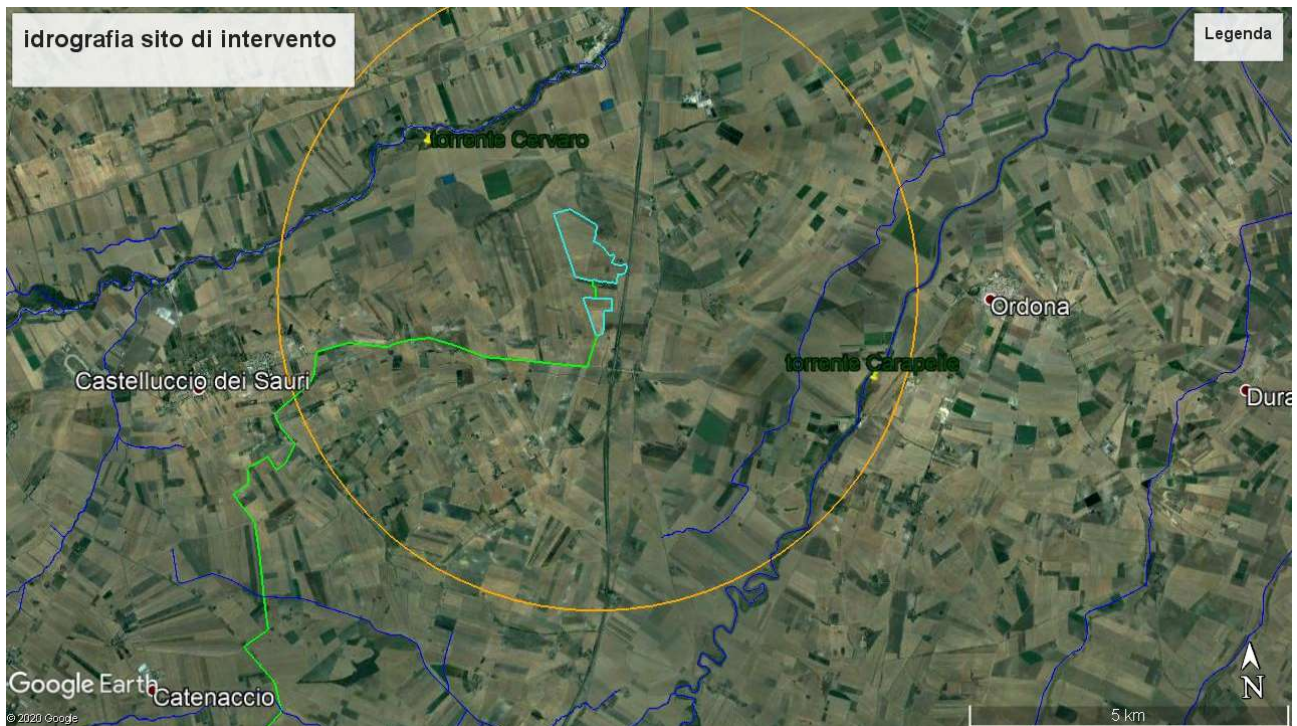 idrografia sito di intervento
Legenda
torrente Cervaro
Ordona
torrente Carapelle
Castelluccio dei Sauri
Dura
Google Earth
Catenaccio
N
© 2020 Google
5 km